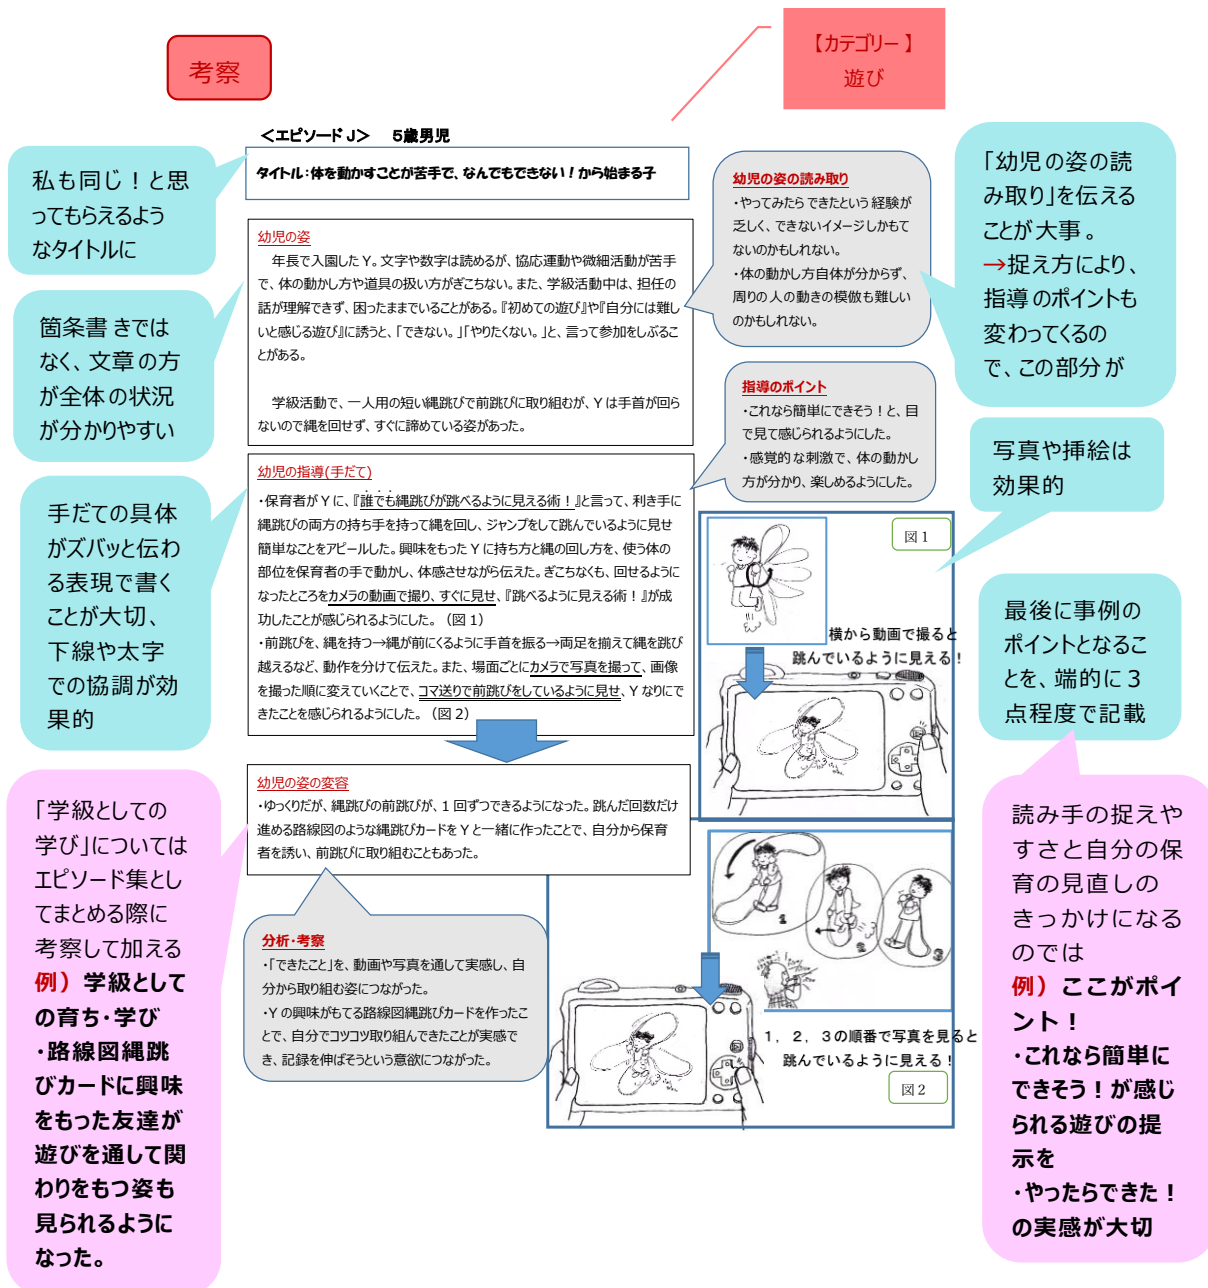 考察
【カテゴリー】
遊び
＜エピソードJ＞　5歳男児
タイトル：体を動かすことが苦手で、なんでもできない！から始まる子
私も同じ！と思
ってもらえるよう
なタイトルに
幼児の姿
年長で入園したY。文字や数字は読めるが、協応運動や微細活動が苦手
で、体の動かし方や道具の扱い方がぎこちない。また、学級活動中は、担任の
話が理解できず、困ったままでいることがある。『初めての遊び』や『自分には難し
いと感じる遊び』に誘うと、「できない。」「やりたくない。」と、言って参加をしぶるこ
とがある。
学級活動で、一人用の短い縄跳びで前跳びに取り組むが、Yは手首が回ら
ないので縄を回せず、すぐに諦めている姿があった。
箇条書きでは
なく、文章の方
が全体の状況
が分かりやすい
幼児の姿の読み取り
・やってみたらできたという経験が
乏しく、できないイメージしかもて
ないのかもしれない。
・体の動かし方自体が分からず、
周りの人の動きの模倣も難しい
のかもしれない。
「幼児の姿の読
み取り」を伝える
ことが大事。
→捉え方により、
指導のポイントも
変わってくるの
で、この部分が
指導のポイント
・これなら簡単にできそう！と、目
で見て感じられるようにした。
・感覚的な刺激で、体の動かし
方が分かり、楽しめるようにした。
写真や挿絵は
効果的
幼児の指導(手だて)
・保育者がYに、『誰でも縄跳びが跳べるように見える術！』と言って、利き手に
縄跳びの両方の持ち手を持って縄を回し、ジャンプをして跳んでいるように見せ
簡単なことをアピールした。興味をもったYに持ち方と縄の回し方を、使う体の
部位を保育者の手で動かし、体感させながら伝えた。ぎこちなくも、回せるように
なったところをカメラの動画で撮り、すぐに見せ、『跳べるように見える術！』が成
功したことが感じられるようにした。（図1）
・前跳びを、縄を持つ→縄が前にくるように手首を振る→両足を揃えて縄を跳び
越えるなど、動作を分けて伝えた。また、場面ごとにカメラで写真を撮って、画像
を撮った順に変えていくことで、コマ送りで前跳びをしているように見せ、Yなりにで
きたことを感じられるようにした。（図2）
手だての具体
がズバッと伝わ
る表現で書く
ことが大切、
下線や太字
での協調が効
果的
図1
横から動画で撮ると
跳んでいるように見える！
最後に事例の
ポイントとなるこ
とを、端的に3
点程度で記載
幼児の姿の変容
・ゆっくりだが、縄跳びの前跳びが、1回ずつできるようになった。跳んだ回数だけ
進める路線図のような縄跳びカードをYと一緒に作ったことで、自分から保育
者を誘い、前跳びに取り組むこともあった。
分析・考察
・「できたこと」を、動画や写真を通して実感し、自
分から取り組む姿につながった。
・Yの興味がもてる路線図縄跳びカードを作ったこ
とで、自分でコツコツ取り組んできたことが実感で
き、記録を伸ばそうという意欲につながった。
1
2
3
1，2，3の順番で写真を見ると
跳んでいるように見える！
図2
「学級としての
学び」については
エピソード集とし
てまとめる際に
考察して加える
例）学級として
の育ち・学び
・路線図縄跳
びカードに興味
をもった友達が
遊びを通して関
わりをもつ姿も
見られるように
なった。
読み手の捉えや
すさと自分の保
育の見直しの
きっかけになる
のでは
例）ここがポイ
ント！
・これなら簡単に
できそう！が感じ
られる遊びの提
示を
・やったらできた！
の実感が大切